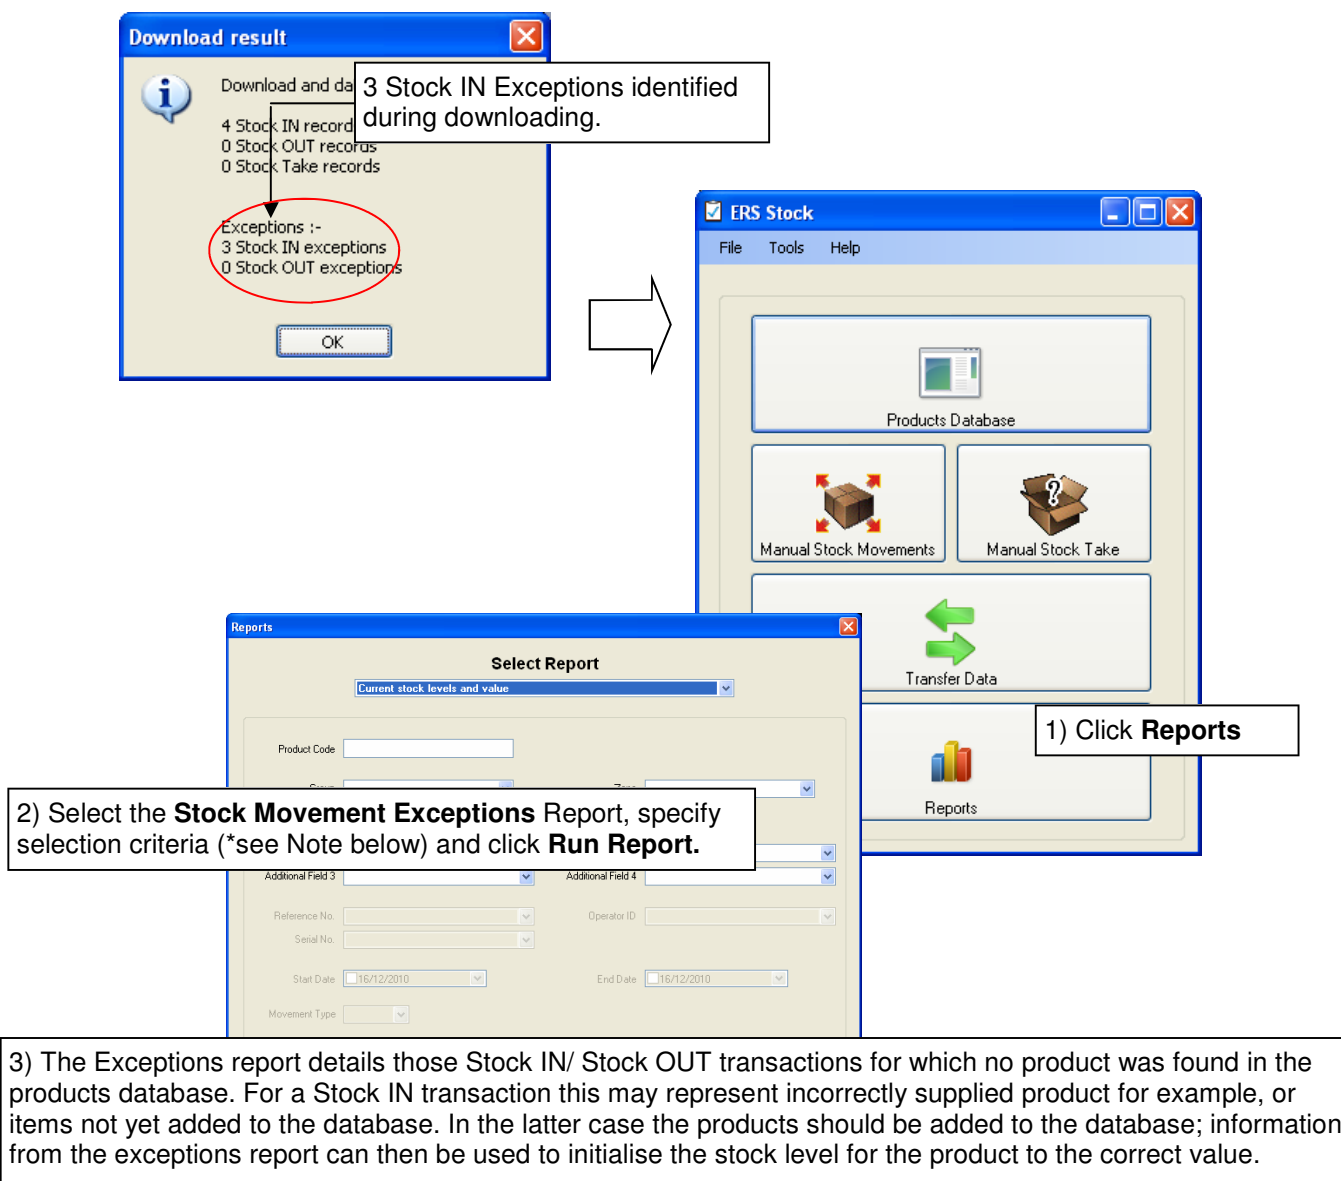 Download result
Download and da
3 Stock IN Exceptions identified
during downloading.
4 Stock IN record
0 Stock OUT records
0 Stock Take records
Exceptions :-
3 Stock IN exceptions
0 Stock OUT exceptions
OK
ERS Stock
File Tools Help
Products Database
Manual Stock Movements
Manual Stock Take
Transfer Data
1) Click Reports
Reports
Reports
Select Report
Current stock levels and value
Product Code
2) Select the Stock Movement Exceptions Report, specify
selection criteria (*see Note below) and click Run Report.
Additional Field 3
Additional Field 4
Reference No.
Operator ID
Serial No.
Start Date 16/12/2010
End Date 16/12/2010
Movement Type
3) The Exceptions report details those Stock IN/ Stock OUT transactions for which no product was found in the
products database. For a Stock IN transaction this may represent incorrectly supplied product for example, or
items not yet added to the database. In the latter case the products should be added to the database; information
from the exceptions report can then be used to initialise the stock level for the product to the correct value.